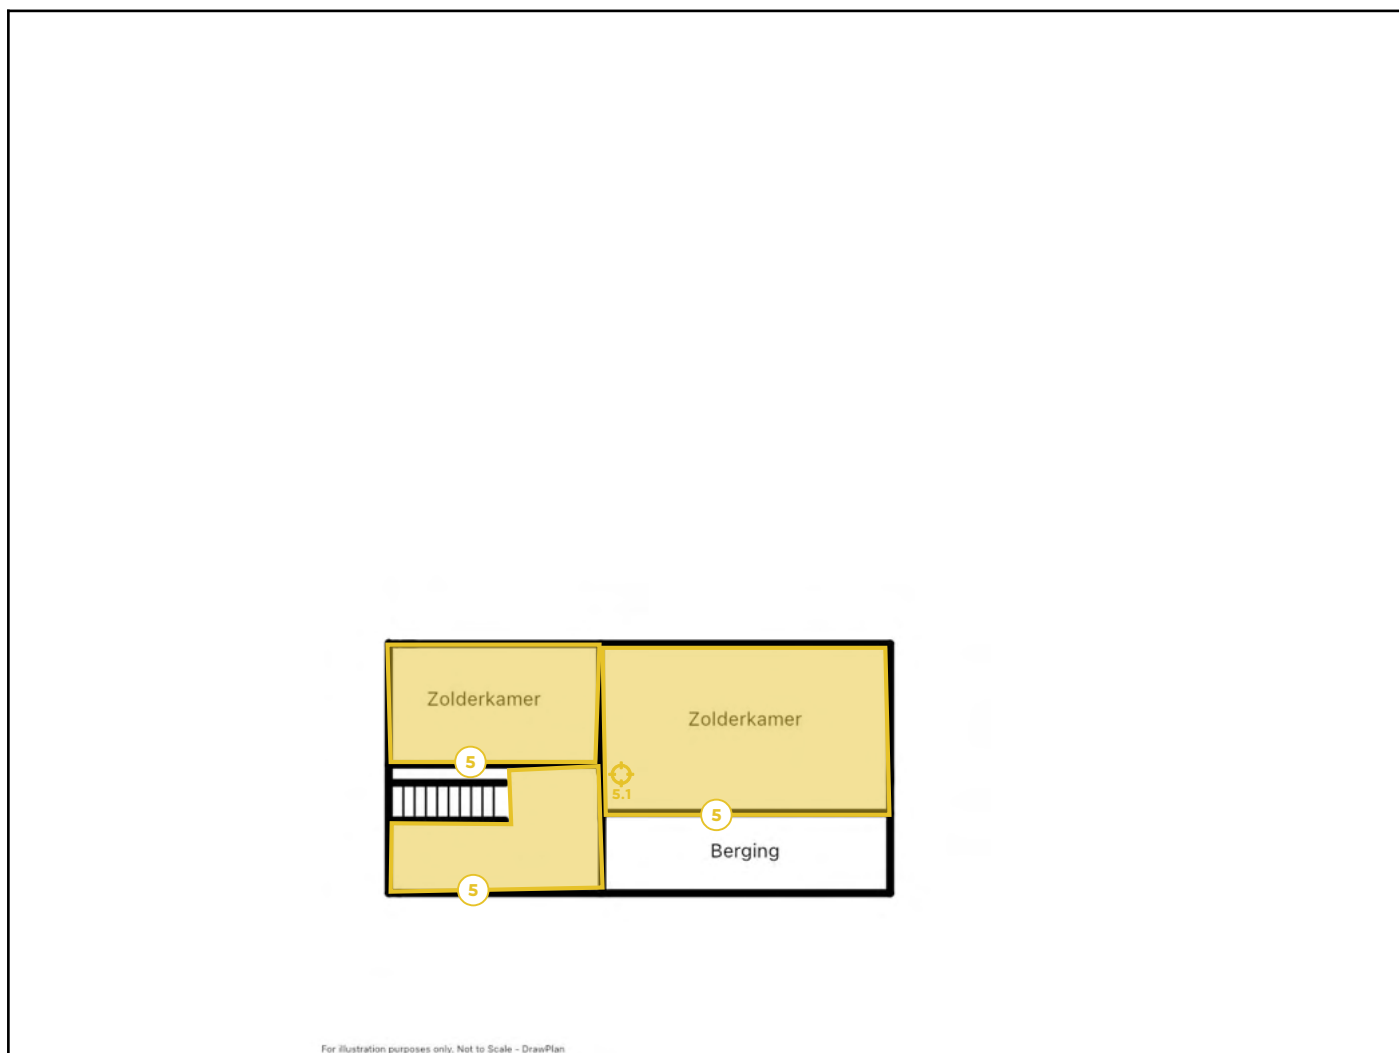 Zolderkamer
Zolderkamer
5
5.1
5
Berging
5
For illustration purposes only. Not to Scale - DrawPlan